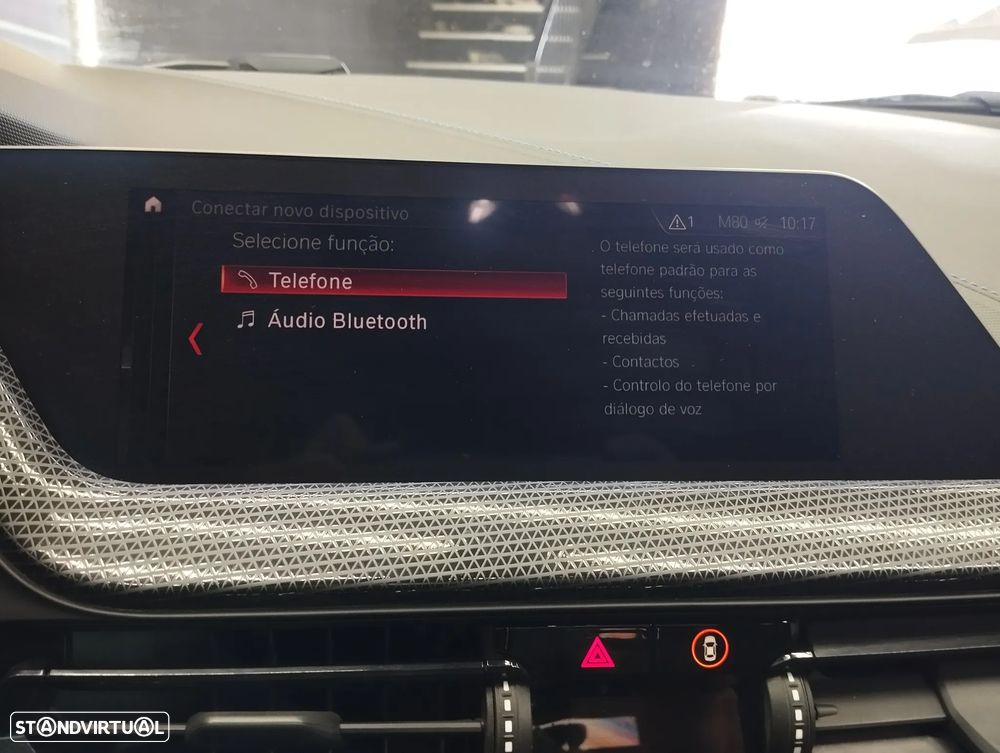 Conectar novo dispositivo
1 M80 10:17
Selecione função:
Telefone
Áudio Bluetooth
O telefone será usado como
telefone padrão para as
seguintes funções:
- Chamadas efetuadas e
recebidas
- Contactos
- Controlo do telefone por
diálogo de voz
STANDVIRTUAL